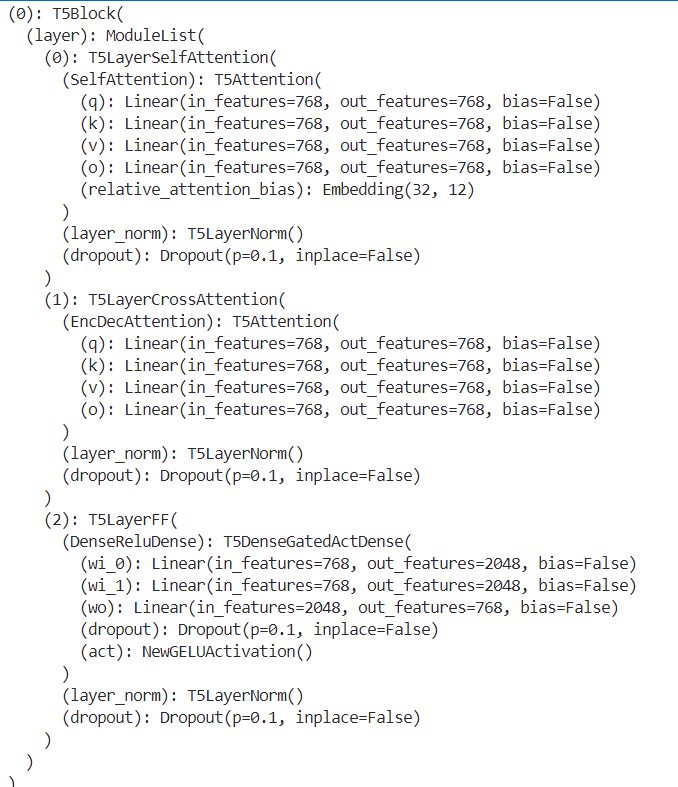 (0): T5Block(
(layer): ModuleList(
(0): T5LayerSelfAttention(
(SelfAttention): T5Attention(
(q): Linear(in_features=768, out_features=768, bias=False)
(k): Linear(in_features=768, out_features=768, bias=False)
(v): Linear(in_features=768, out_features=768, bias=False)
(o): Linear(in_features=768, out_features=768, bias=False)
(relative_attention_bias): Embedding(32, 12)
)
(layer_norm): T5LayerNorm()
(dropout): Dropout(p=0.1, inplace=False)
)
(1): T5LayerCrossAttention(
(EncDecAttention): T5Attention(
(q): Linear(in_features=768, out_features=768, bias=False)
(k): Linear(in_features=768, out_features=768, bias=False)
(v): Linear(in_features=768, out_features=768, bias=False)
(o): Linear(in_features=768, out_features=768, bias=False)
)
(layer_norm): T5LayerNorm()
(dropout): Dropout(p=0.1, inplace=False)
)
(2): T5LayerFF(
(DenseReluDense): T5DenseGatedActDense(
(wi_0): Linear(in_features=768, out_features=2048, bias=False)
(wi_1): Linear(in_features=768, out_features=2048, bias=False)
(wo): Linear(in_features=2048, out_features=768, bias=False)
(dropout): Dropout(p=0.1, inplace=False)
(act): NewGELUActivation()
)
(layer_norm): T5LayerNorm()
(dropout): Dropout(p=0.1, inplace=False)
)
)
)